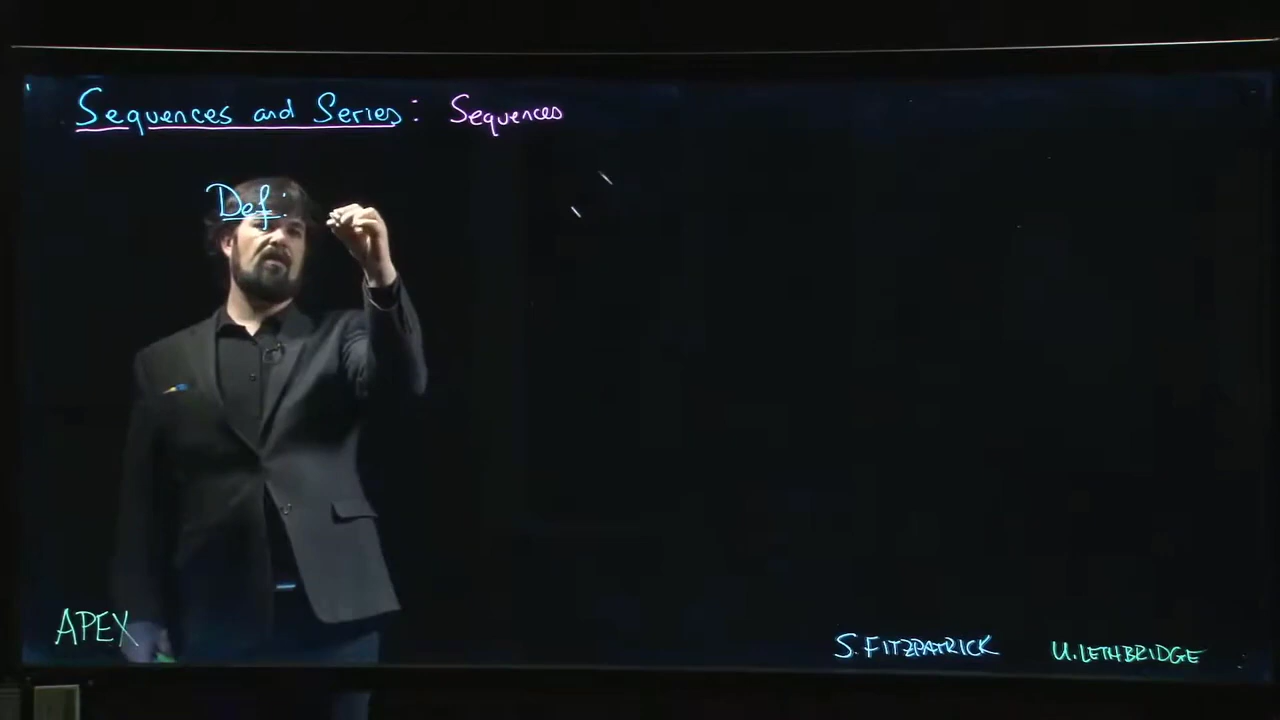 Sequences and Series: Sequences
Def:
APEX
S. FITZPATRICK
U. LETHBRIDGE